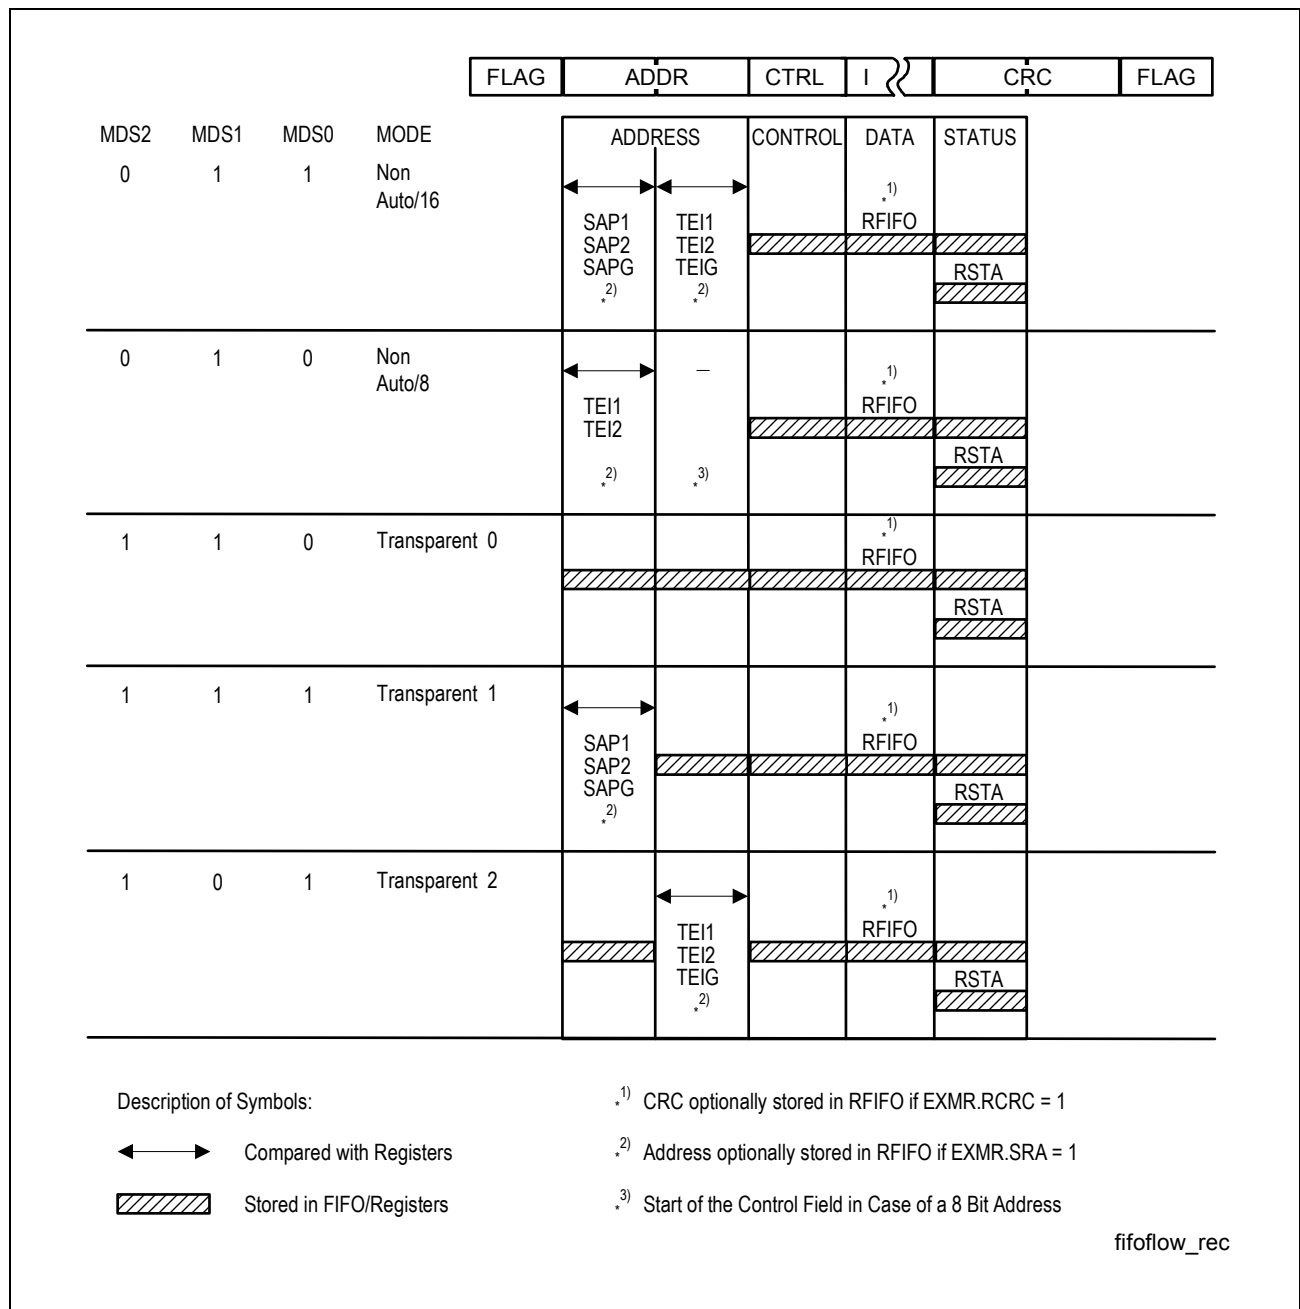 FLAG ADDR CTRL I CRC FLAG
MDS2 MDS1 MDS0 MODE ADDRESS CONTROL DATA STATUS
0 1 1 Non
Auto/16
*1)
SAP1 TEI1 RFIFO
SAP2 TEI2
SAPG TEIG RSTA
*2) *2)
0 1 0 Non
Auto/8
– *1)
TEI1 RFIFO
TEI2
RSTA
*2) *3)
1 1 0 Transparent 0 *1)
RFIFO
RSTA
1 1 1 Transparent 1
*1)
SAP1 RFIFO
SAP2
SAPG RSTA
*2)
1 0 1 Transparent 2
*1)
TEI1 RFIFO
TEI2
TEIG RSTA
*2)
Description of Symbols: *1) CRC optionally stored in RFIFO if EXMR.RCRC = 1
Compared with Registers *2) Address optionally stored in RFIFO if EXMR.SRA = 1
Stored in FIFO/Registers *3) Start of the Control Field in Case of a 8 Bit Address
fifoflow_rec